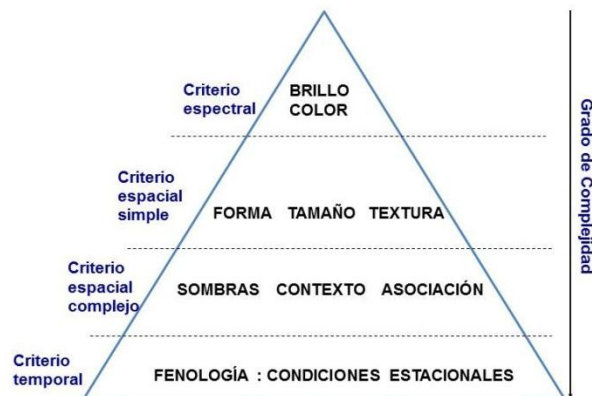 Criterio
espectral
BRILLO
COLOR
Criterio
espacial
simple
FORMA TAMAÑO TEXTURA
Criterio
espacial
complejo
SOMBRAS CONTEXTO ASOCIACIÓN
Criterio
temporal
FENOLOGÍA : CONDICIONES ESTACIONALES
Grado de Complejidad